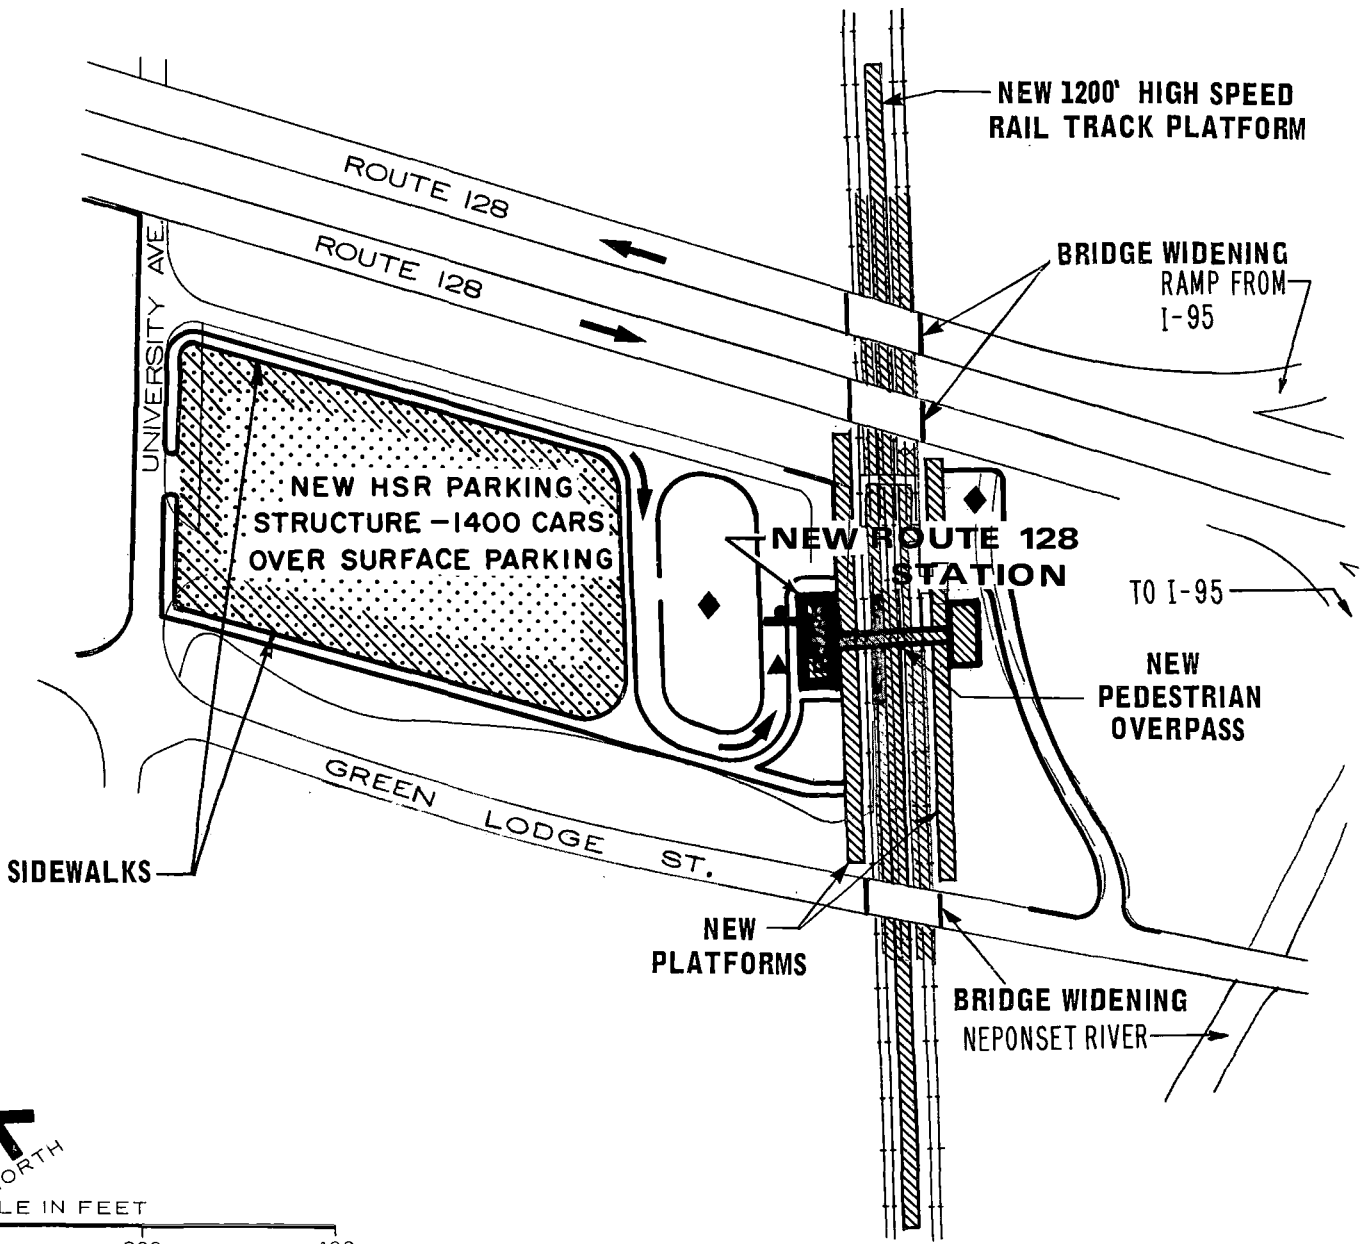 NEW 1200' HIGH SPEED
RAIL TRACK PLATFORM
ROUTE 128
ROUTE 128
BRIDGE WIDENING
RAMP FROM
I-95
UNIVERSITY AVE.
NEW HSR PARKING
STRUCTURE - 1400 CARS
OVER SURFACE PARKING
NEW ROUTE 128
STATION
TO I-95
NEW
PEDESTRIAN
OVERPASS
GREEN LODGE ST.
SIDEWALKS
NEW
PLATFORMS
BRIDGE WIDENING
NEPONSET RIVER
ORTH
LE IN FEET